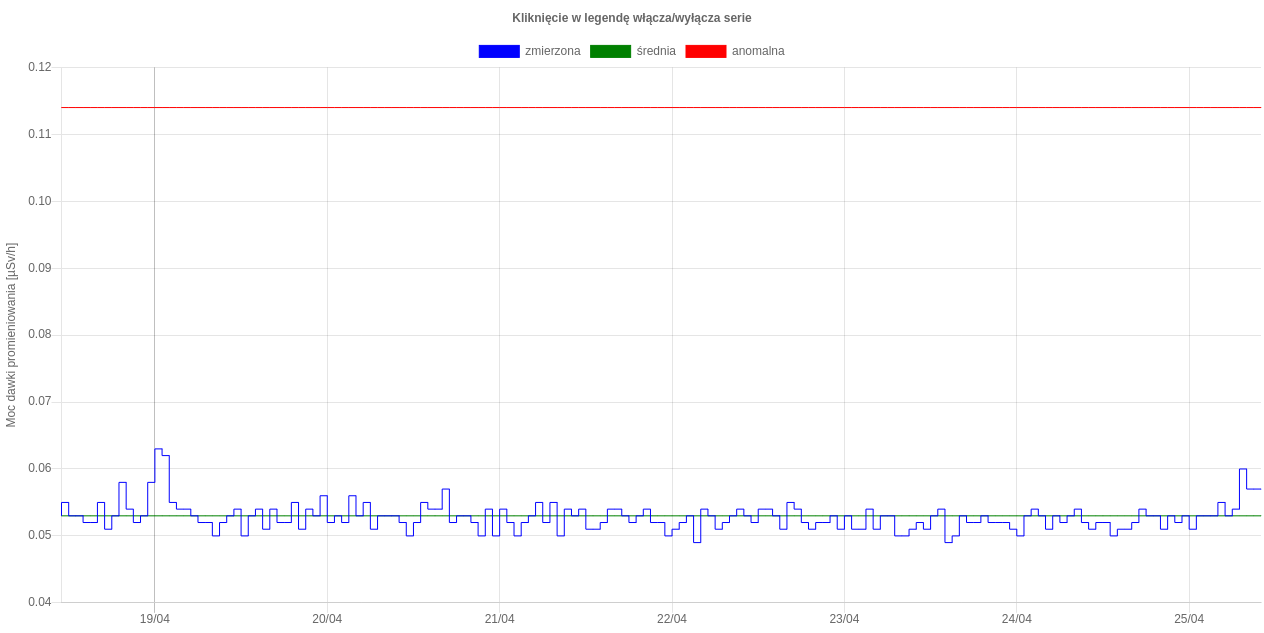 Kliknięcie w legendę włącza/wyłącza serie
zmierzona średnia anomalna
0.12
0.11
0.10
0.09
0.08
0.07
0.06
0.05
0.04
Moc dawki promieniowania [µSv/h]
19/04 20/04 21/04 22/04 23/04 24/04 25/04